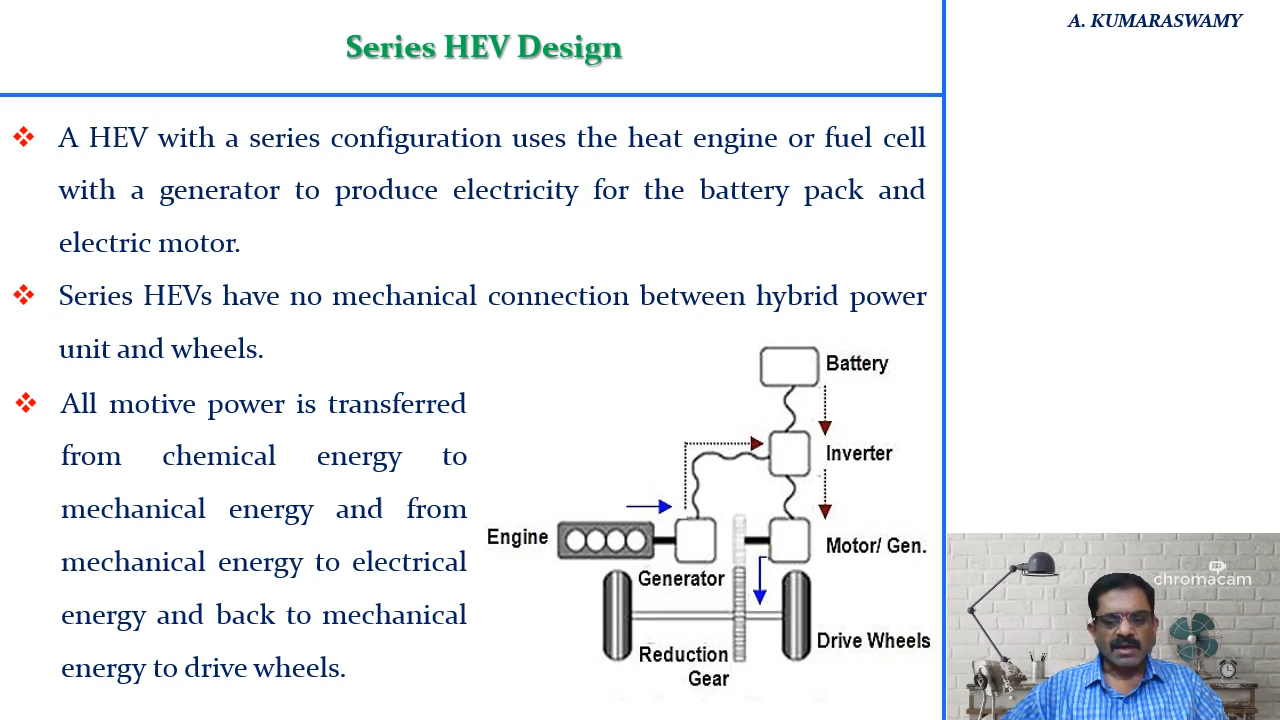 Series HEV Design
A. KUMARASWAMY
A HEV with a series configuration uses the heat engine or fuel cell
with a generator to produce electricity for the battery pack and
electric motor.
Series HEVs have no mechanical connection between hybrid power
unit and wheels.
All motive power is transferred
from chemical energy to
mechanical energy and from
mechanical energy to electrical
energy and back to mechanical
energy to drive wheels.
Battery
Inverter
Engine
Motor/ Gen.
Generator
Drive Wheels
Reduction
Gear
chromacam